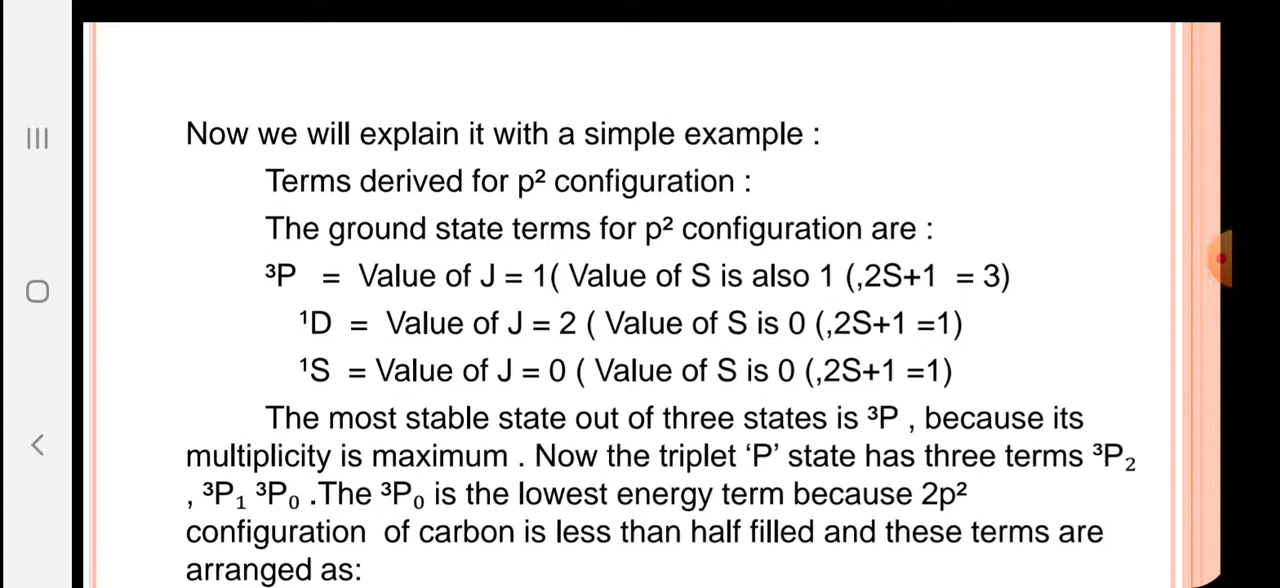 Now we will explain it with a simple example :
Terms derived for p² configuration :
The ground state terms for p² configuration are :
³P = Value of J = 1( Value of S is also 1 (,2S+1 = 3)
¹D = Value of J = 2 ( Value of S is 0 (,2S+1 =1)
¹S = Value of J = 0 ( Value of S is 0 (,2S+1 =1)
The most stable state out of three states is ³P , because its
multiplicity is maximum . Now the triplet ‘P’ state has three terms ³P₂
, ³P₁ ³P₀ .The ³P₀ is the lowest energy term because 2p²
configuration of carbon is less than half filled and these terms are
arranged as: